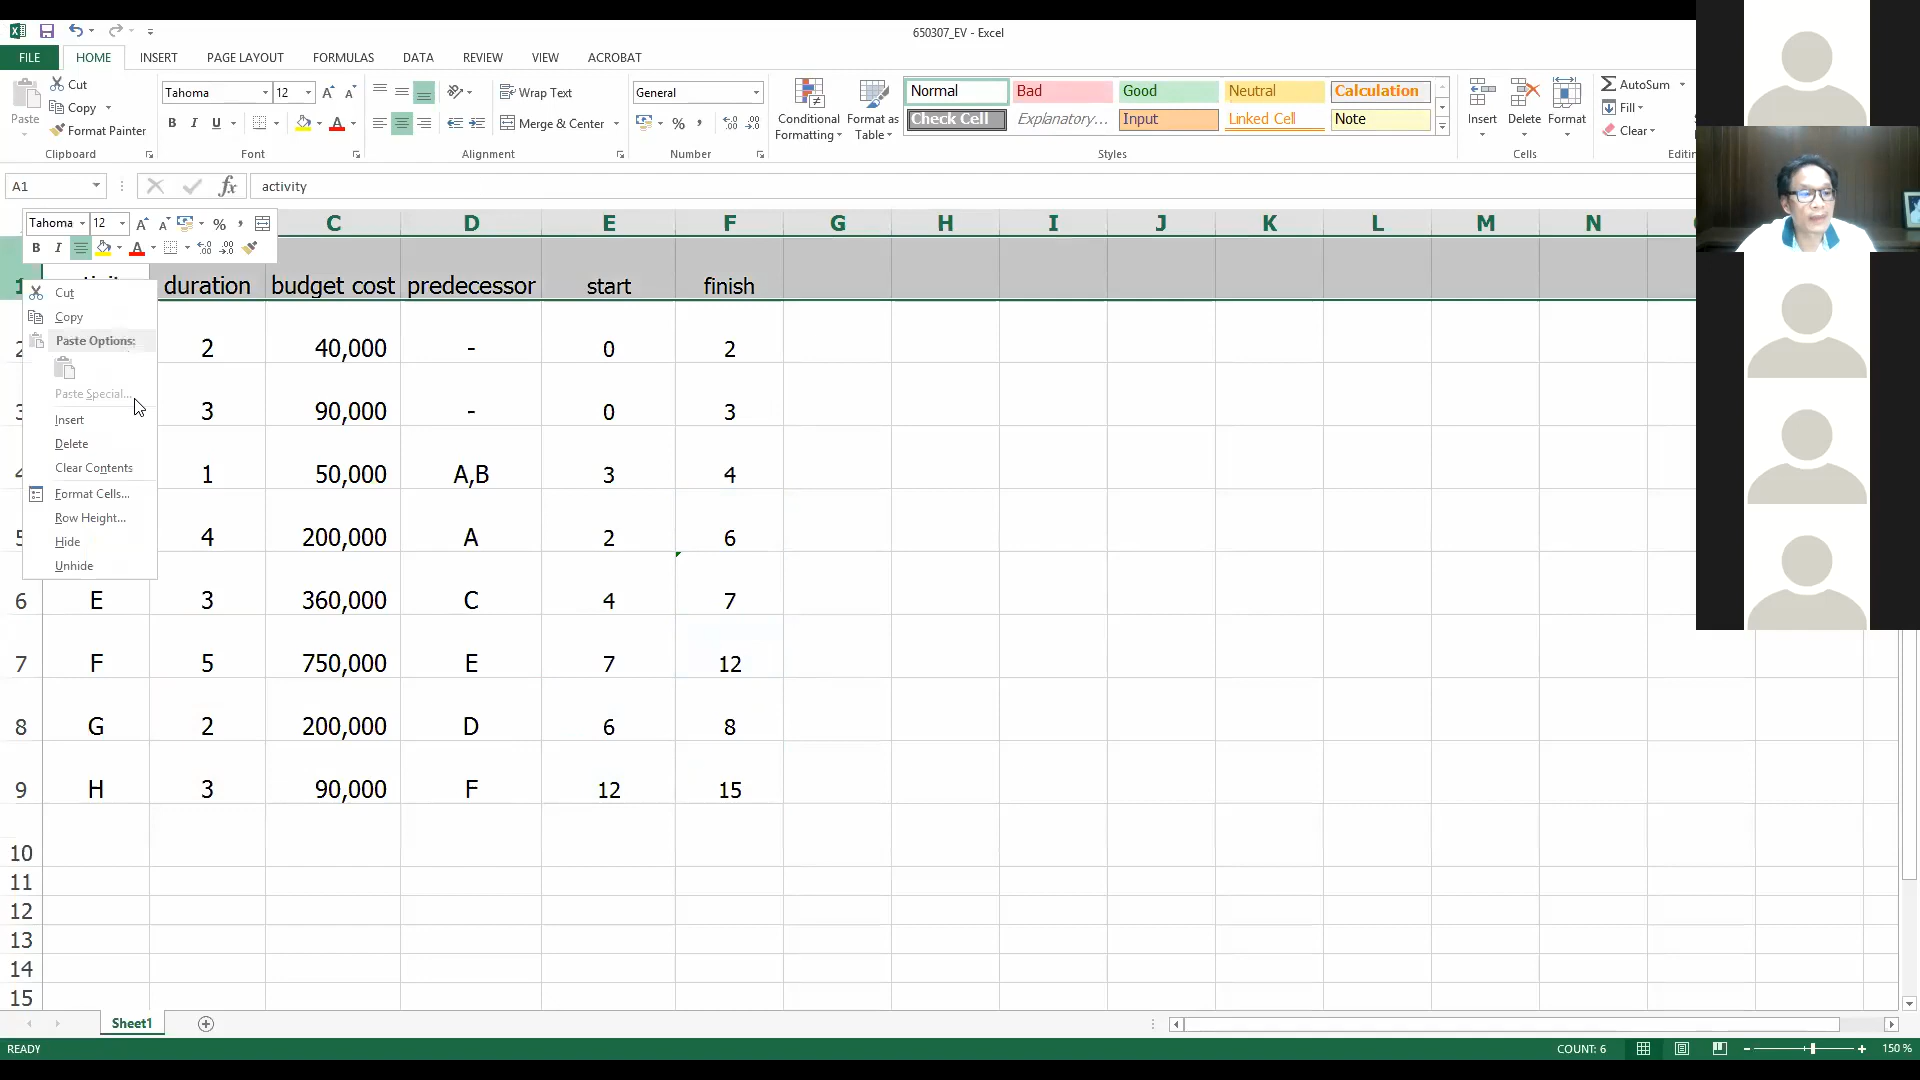 650307_EV - Excel
FILE HOME INSERT PAGE LAYOUT FORMULAS DATA REVIEW VIEW ACROBAT
Paste
Cut
Copy
Format Painter
Clipboard
Tahoma 12
B I U
Font
Wrap Text
Merge & Center
Alignment
General
%
Number
Conditional Formatting
Format as Table
Normal Bad Good Neutral Calculation
Check Cell Explanatory... Input Linked Cell Note
Styles
Insert Delete Format
Cells
AutoSum
Fill
Clear
A1 fx activity
Tahoma 12 %
B I
C D E F G H I J K L M N
duration budget cost predecessor start finish
Cut
Copy
Paste Options:
Paste Special...
Insert
Delete
Clear Contents
Format Cells...
Row Height...
Hide
Unhide
2 40,000 - 0 2
3 90,000 - 0 3
1 50,000 A,B 3 4
4 200,000 A 2 6
6 E 3 360,000 C 4 7
7 F 5 750,000 E 7 12
8 G 2 200,000 D 6 8
9 H 3 90,000 F 12 15
10
11
12
13
14
15
Sheet1
READY COUNT: 6 150 %